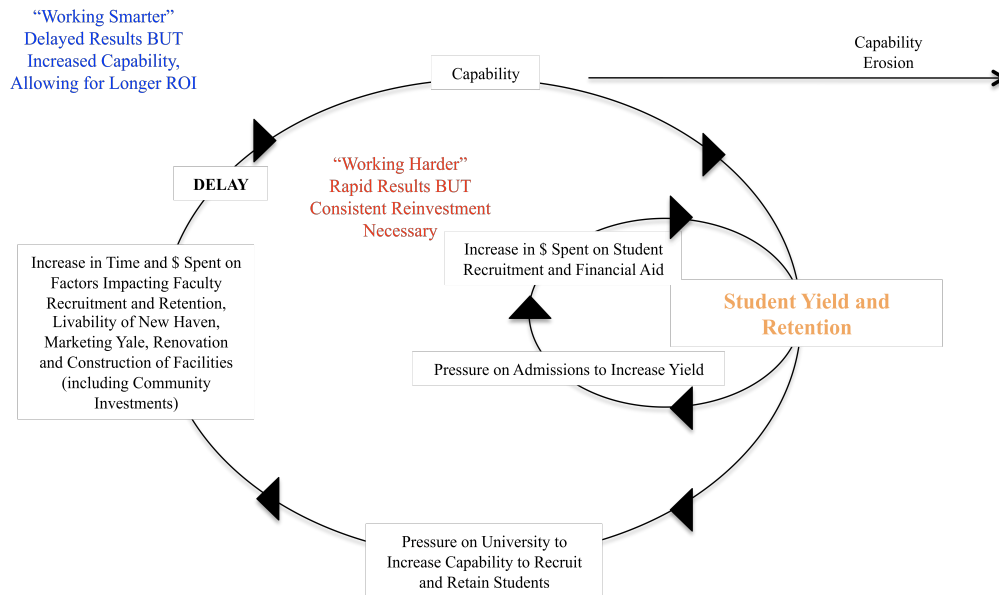 “Working Smarter”
Delayed Results BUT
Increased Capability,
Allowing for Longer ROI
Capability
Erosion
Capability
“Working Harder”
Rapid Results BUT
Consistent Reinvestment
Necessary
DELAY
Increase in $ Spent on Student
Recruitment and Financial Aid
Increase in Time and $ Spent on
Factors Impacting Faculty
Recruitment and Retention,
Livability of New Haven,
Marketing Yale, Renovation
and Construction of Facilities
(including Community
Investments)
Student Yield and
Retention
Pressure on Admissions to Increase Yield
Pressure on University to
Increase Capability to Recruit
and Retain Students